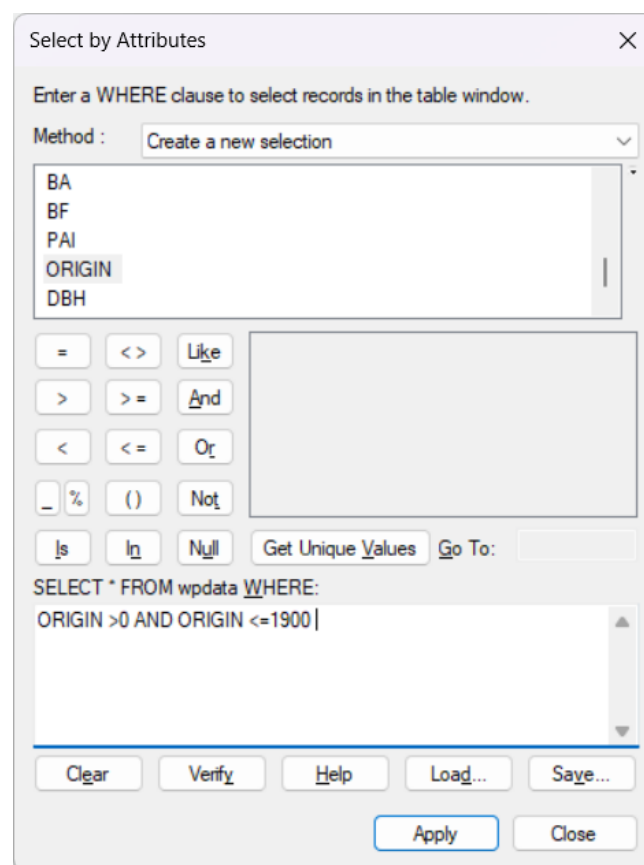 Select by Attributes
Enter a WHERE clause to select records in the table window.
Method : Create a new selection
BA
BF
PAI
ORIGIN
DBH
= < > Like
> > = And
< < = Or
_ % ( ) Not
Is In Null Get Unique Values Go To:
SELECT * FROM wpdata WHERE:
ORIGIN >0 AND ORIGIN <=1900
Clear Verify Help Load... Save...
Apply Close